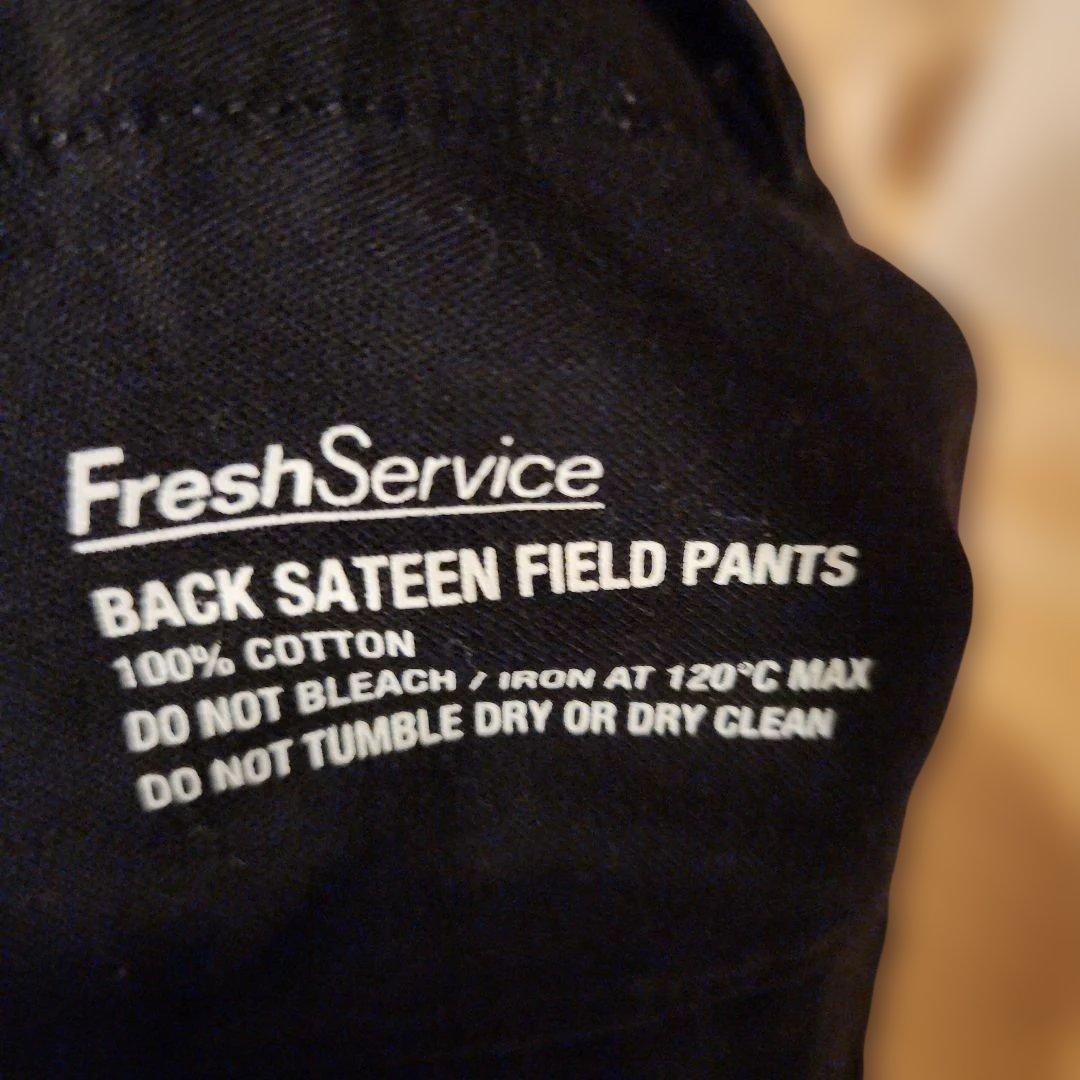 FreshService
BACK SATEEN FIELD PANTS
100% COTTON
DO NOT BLEACH / IRON AT 120°C MAX
DO NOT TUMBLE DRY OR DRY CLEAN